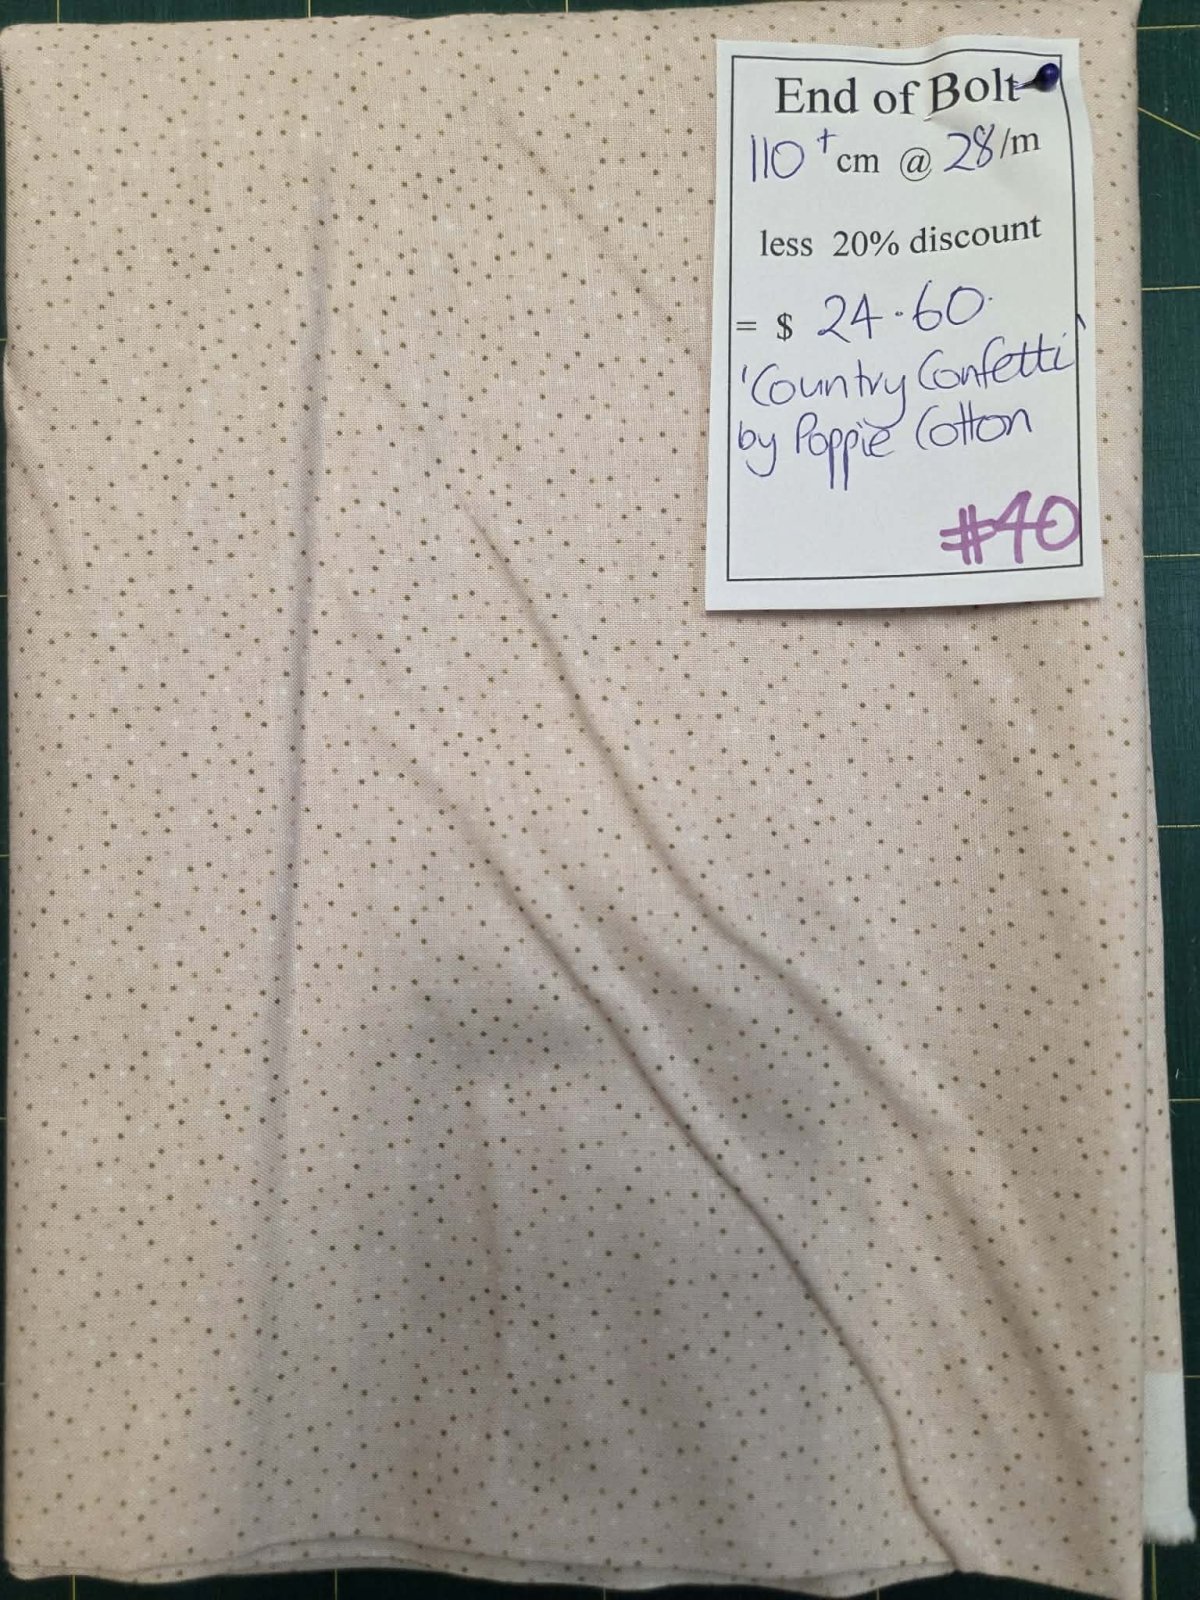 End of Bolt
110+ cm @ 28/m
less 20% discount
= $ 24.60
'Country Confetti'
by Poppie Cotton
#40